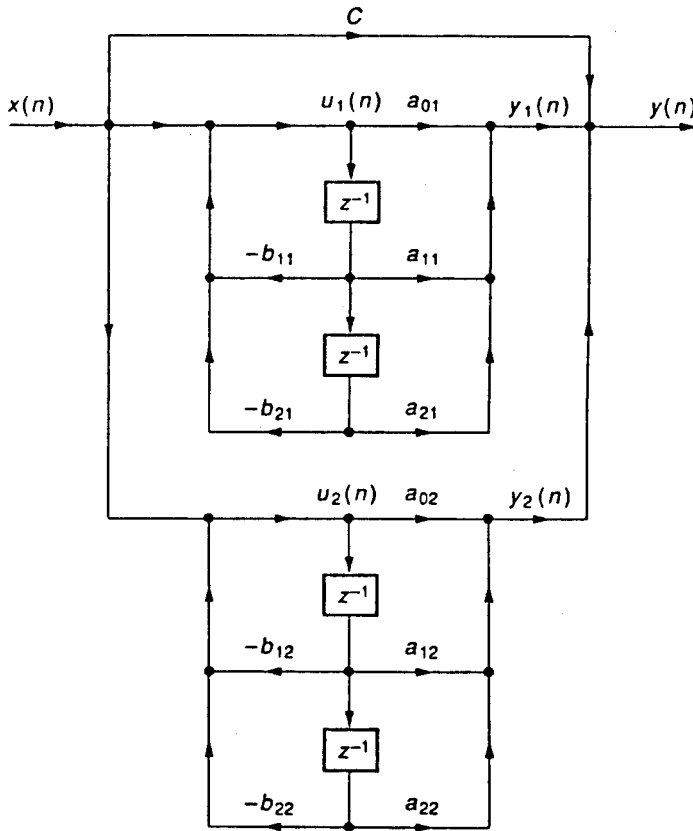 C
x(n) u₁(n) a₀₁ y₁(n) y(n)
z⁻¹
-b₁₁ a₁₁
z⁻¹
-b₂₁ a₂₁
u₂(n) a₀₂ y₂(n)
z⁻¹
-b₁₂ a₁₂
z⁻¹
-b₂₂ a₂₂